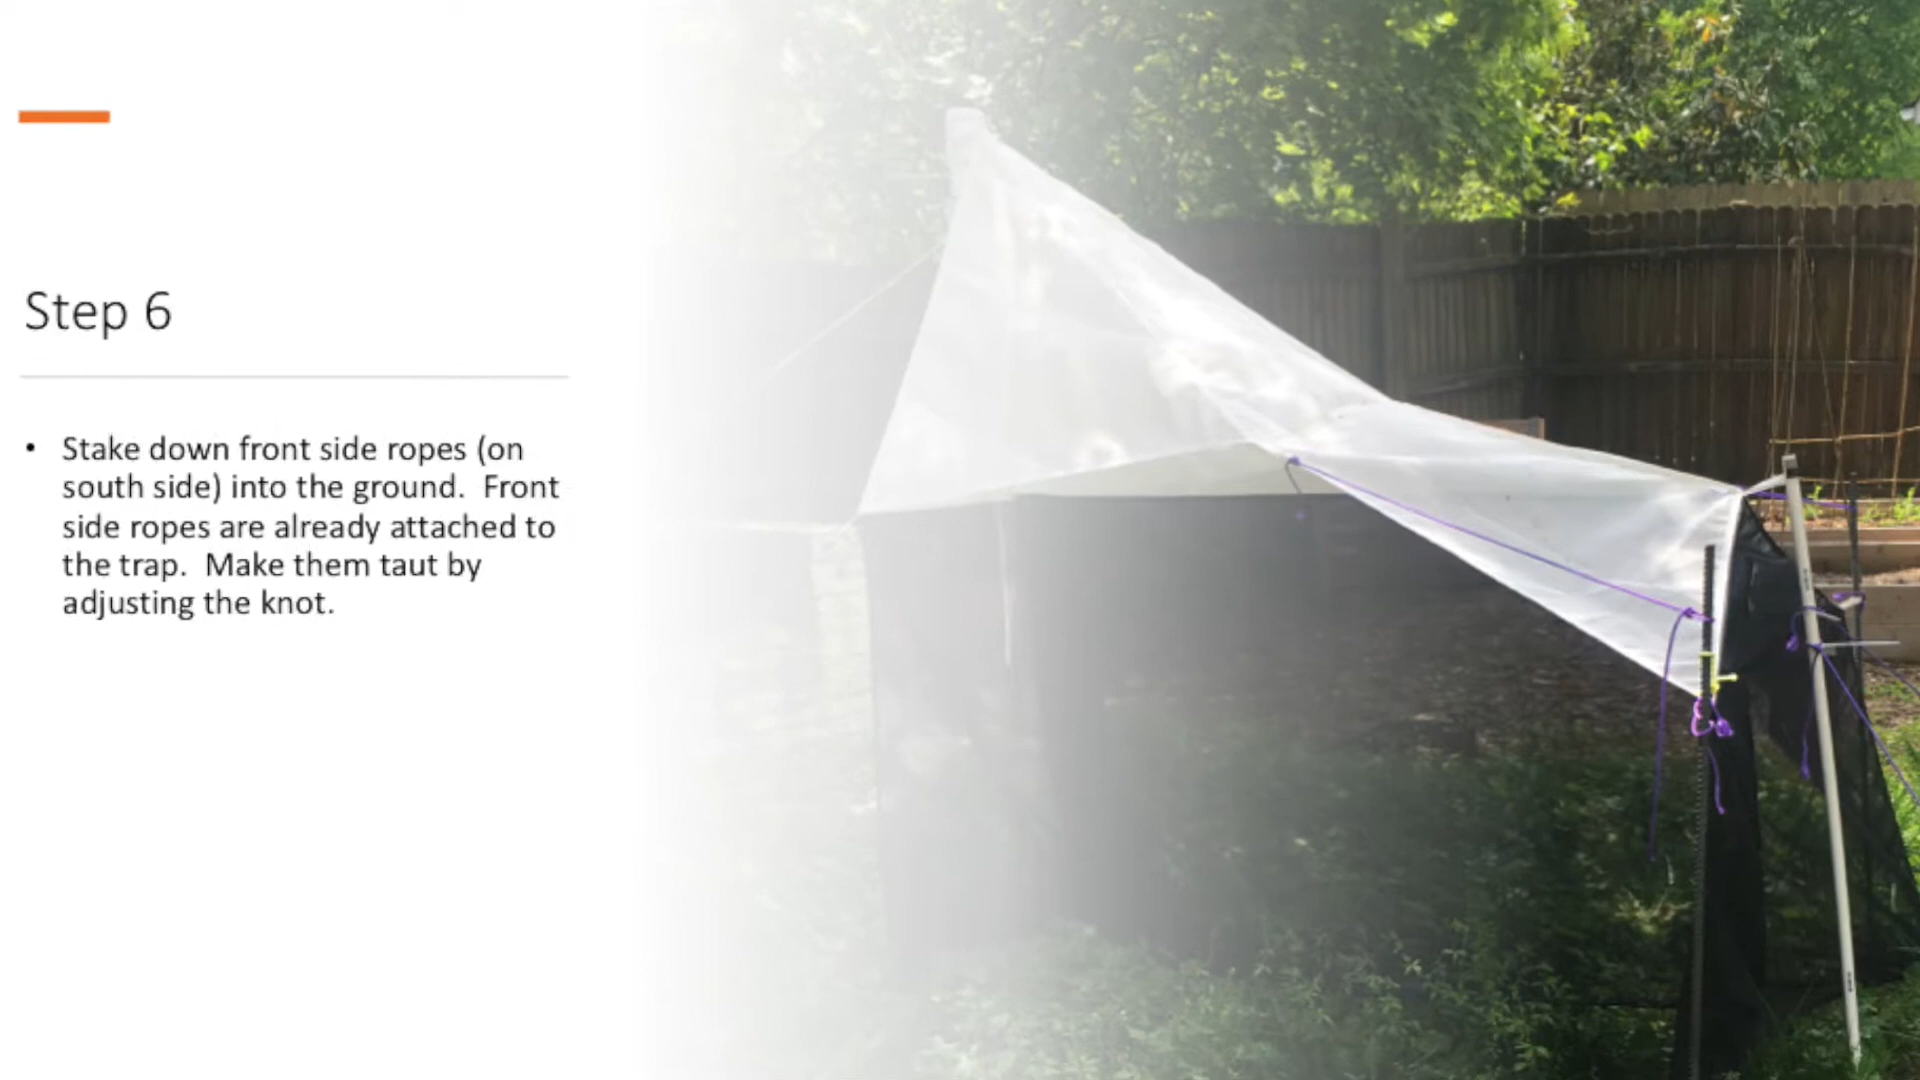 Step 6
• Stake down front side ropes (on
south side) into the ground.  Front
side ropes are already attached to
the trap.  Make them taut by
adjusting the knot.